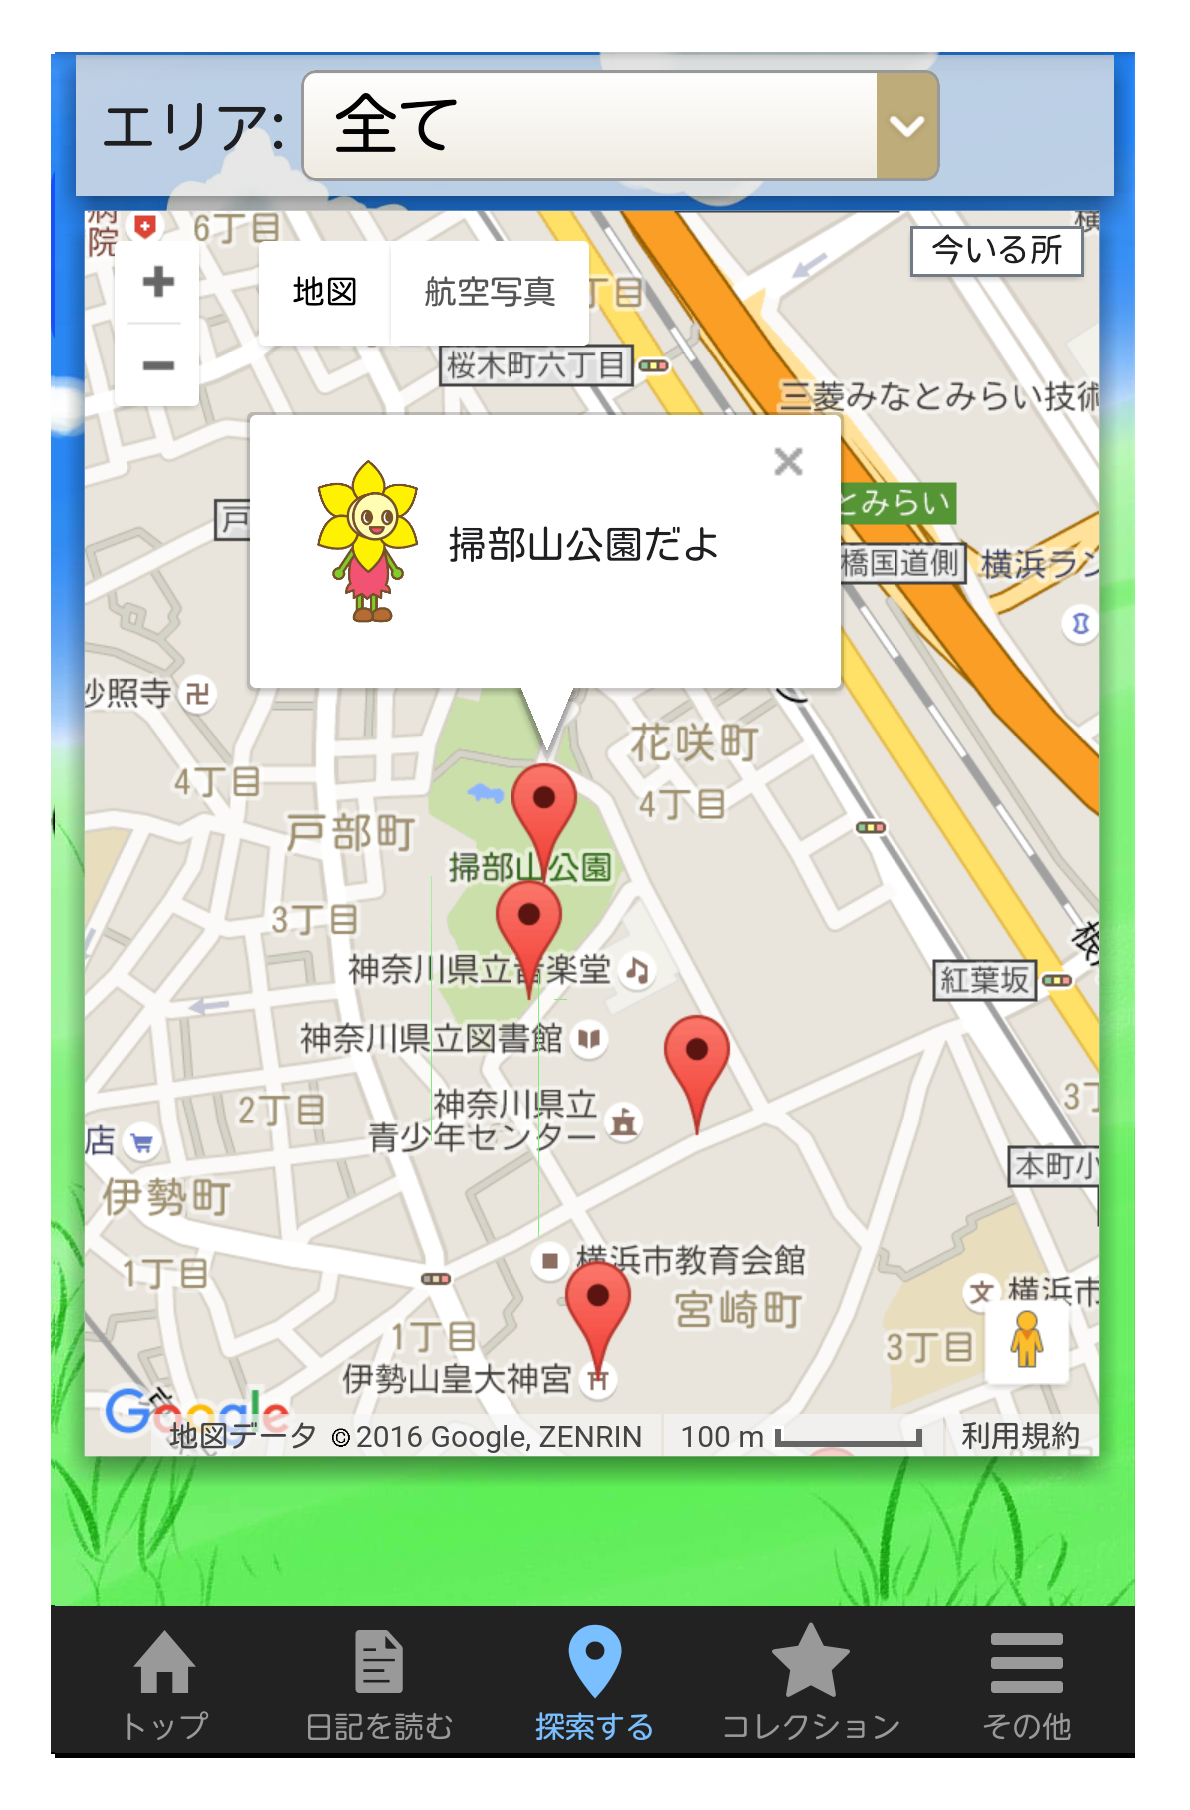 エリア: 全て
病院
6丁目
今いる所
+
地図
航空写真
丁目
−
桜木町六丁目
三菱みなとみらい技術
×
とみらい
戸
掃部山公園だよ
橋国道側
横浜ラン
妙照寺
花咲町
4丁目
4丁目
戸部町
掃部山公園
3丁目
神奈川県立音楽堂
紅葉坂
神奈川県立図書館
2丁目
神奈川県立
青少年センター
店
本町小
伊勢町
1丁目
横浜市教育会館
宮崎町
横浜市
1丁目
3丁目
伊勢山皇大神宮
Google
地図データ ©2016 Google, ZENRIN
100 m
利用規約
トップ
日記を読む
探索する
コレクション
その他